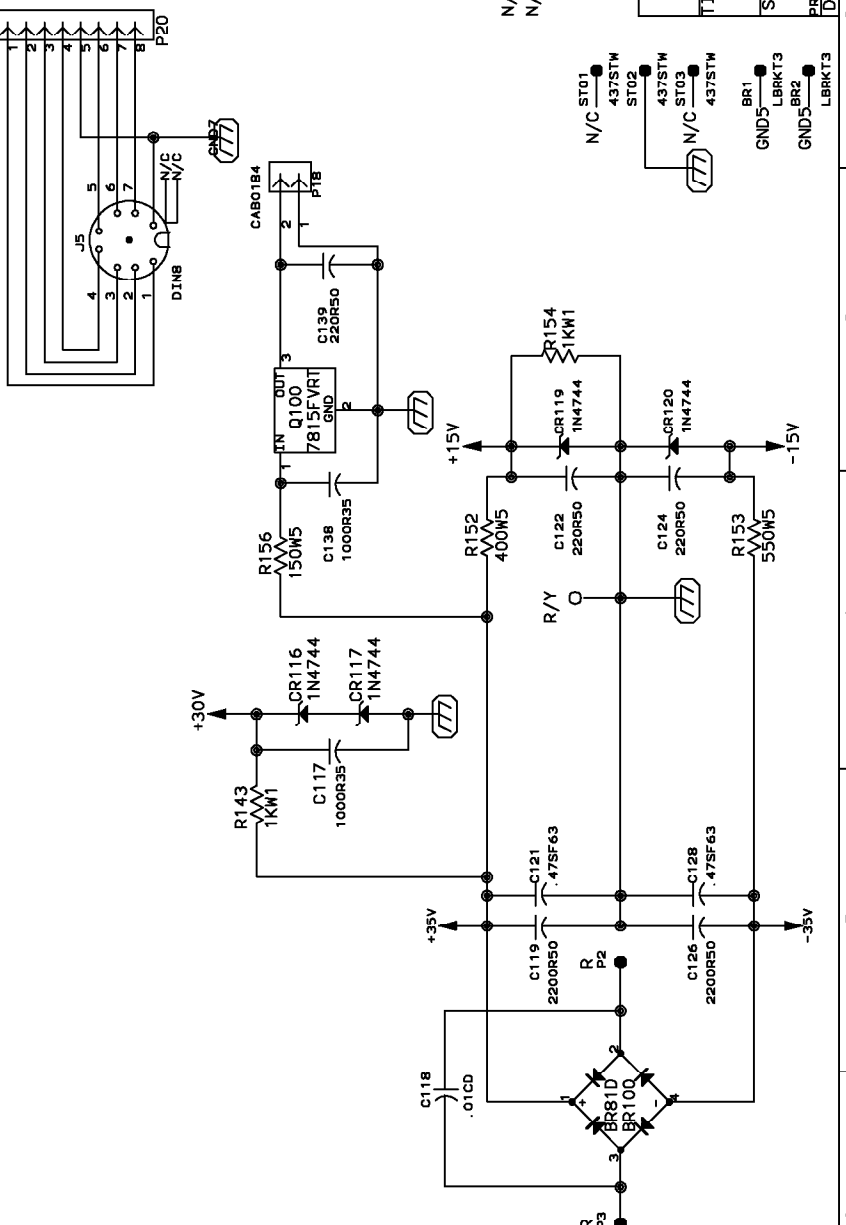 N/
N/
T1
S
PR
D
P20
1
2
3
4
5
6
7
8
GND7
N/C
N/C
5
6
7
J5
4
3
2
1
DIN8
CAB01B4
P18
2
1
C139
220R50
3
OUT
Q100
7815FVRT
GND
IN
2
1
C138
1000R35
R156
150W5
ST01
437STW
N/C
ST02
437STW
ST03
437STW
N/C
BR1
LBRKT3
GND5
BR2
LBRKT3
GND5
R154
1KW1
CR119
1N4744
CR120
1N4744
+15V
-15V
R152
400W5
C122
220R50
C124
220R50
R153
550W5
R/Y
+30V
CR116
1N4744
CR117
1N4744
R143
1KW1
C117
1000R35
C121
.47SF63
C128
.47SF63
+35V
-35V
C119
2200R50
R
P2
C126
2200R50
C118
.01CD
2
1
+
BR81D
BR100
-
4
3
R
P3